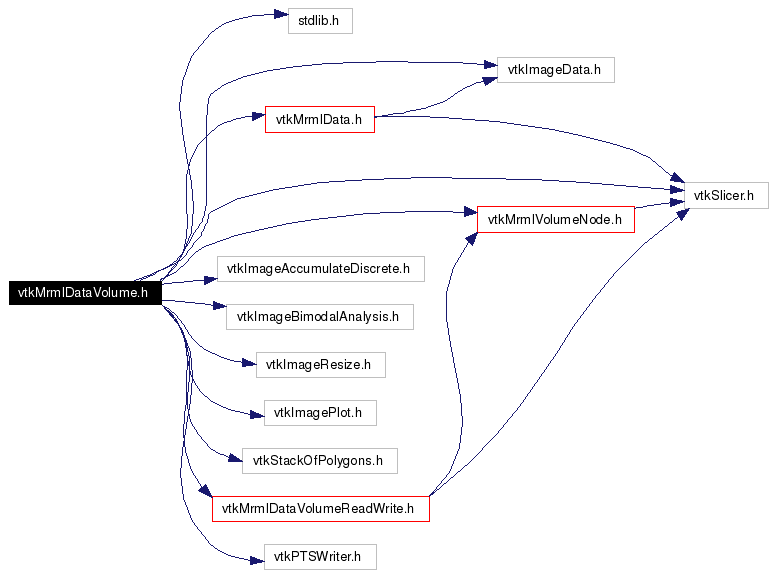 stdlib.h
vtkImageData.h
vtkMrmlData.h
vtkSlicer.h
vtkMrmlVolumeNode.h
vtkImageAccumulateDiscrete.h
vtkMrmlDataVolume.h
vtkImageBimodalAnalysis.h
vtkImageResize.h
vtkImagePlot.h
vtkStackOfPolygons.h
vtkMrmlDataVolumeReadWrite.h
vtkPTSWriter.h